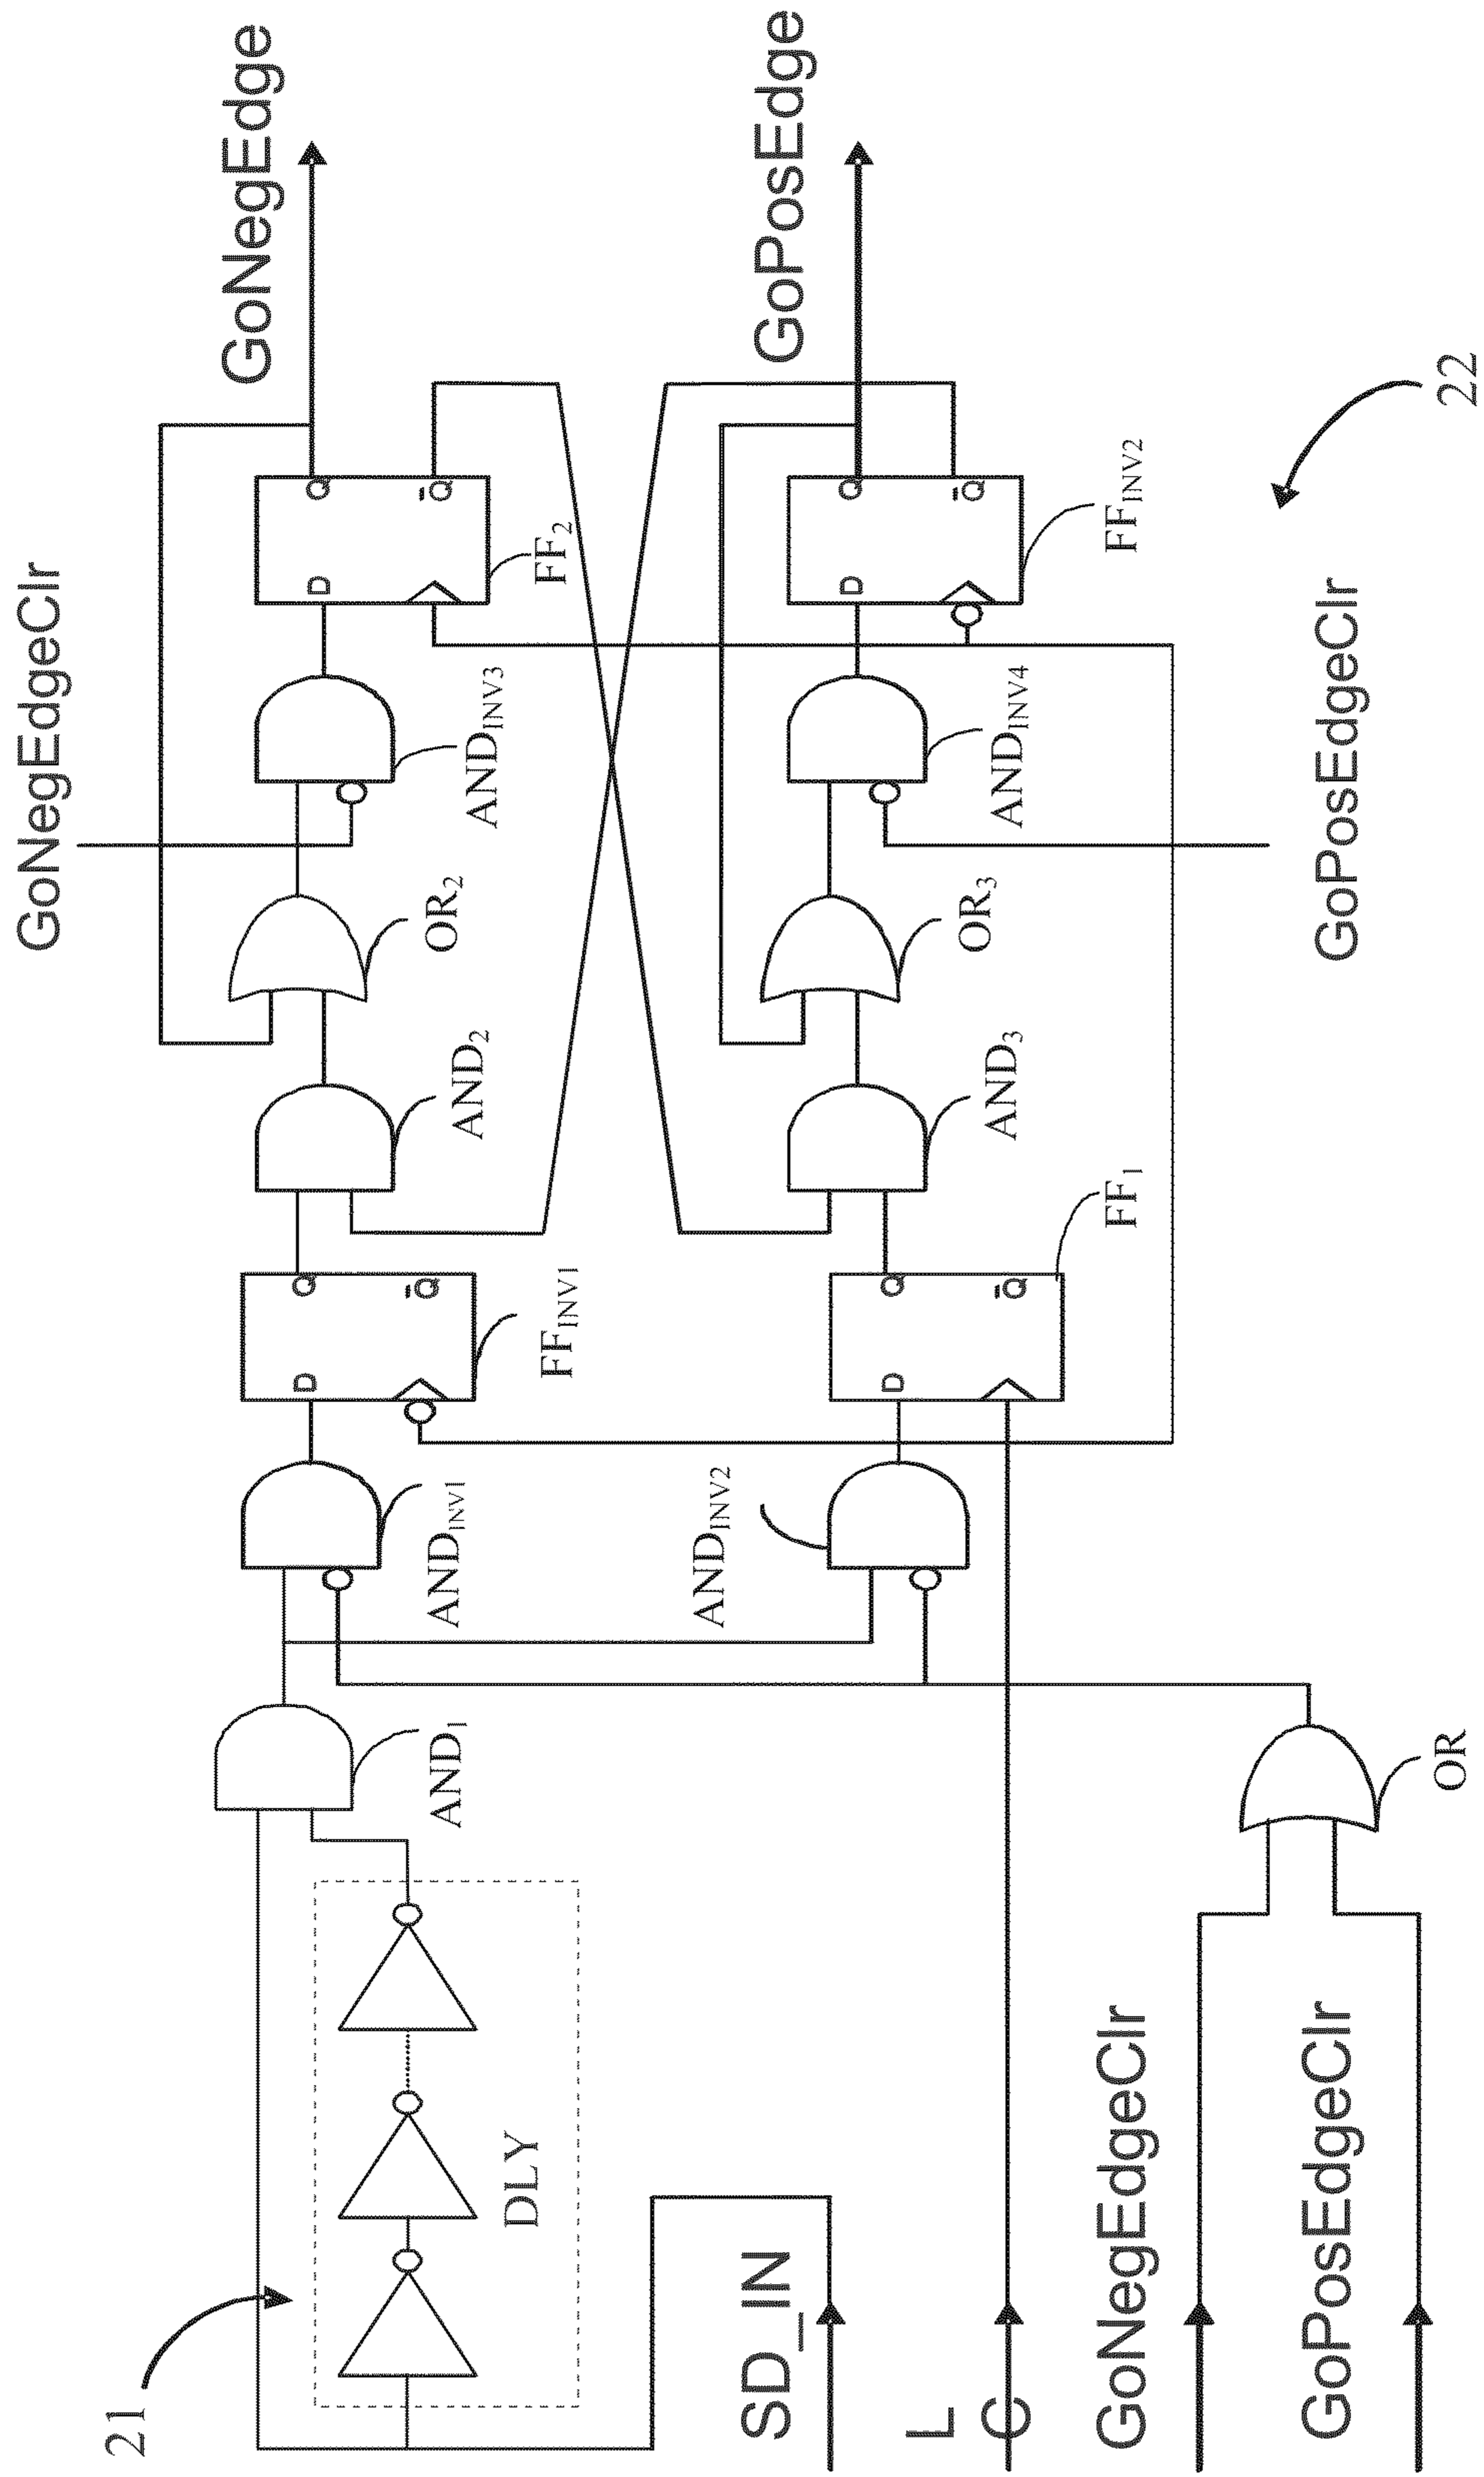 GoNegEdgeClr
GoNegEdge
21
DLY
AND1
ANDINV1
D
Q
Q̅
FFINV1
AND2
OR2
ANDINV3
D
Q
Q̅
FF2
SD_IN
L
C
ANDINV2
D
Q
Q̅
FF1
AND3
OR3
ANDINV4
D
Q
Q̅
FFINV2
GoPosEdge
GoNegEdgeClr
GoPosEdgeClr
OR
GoPosEdgeClr
22